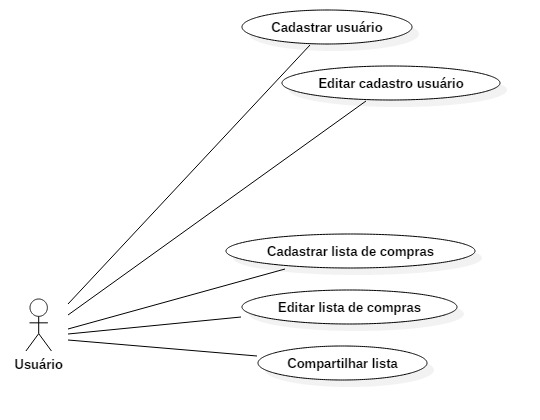 Cadastrar usuário
Editar cadastro usuário
Cadastrar lista de compras
Editar lista de compras
Compartilhar lista
Usuário